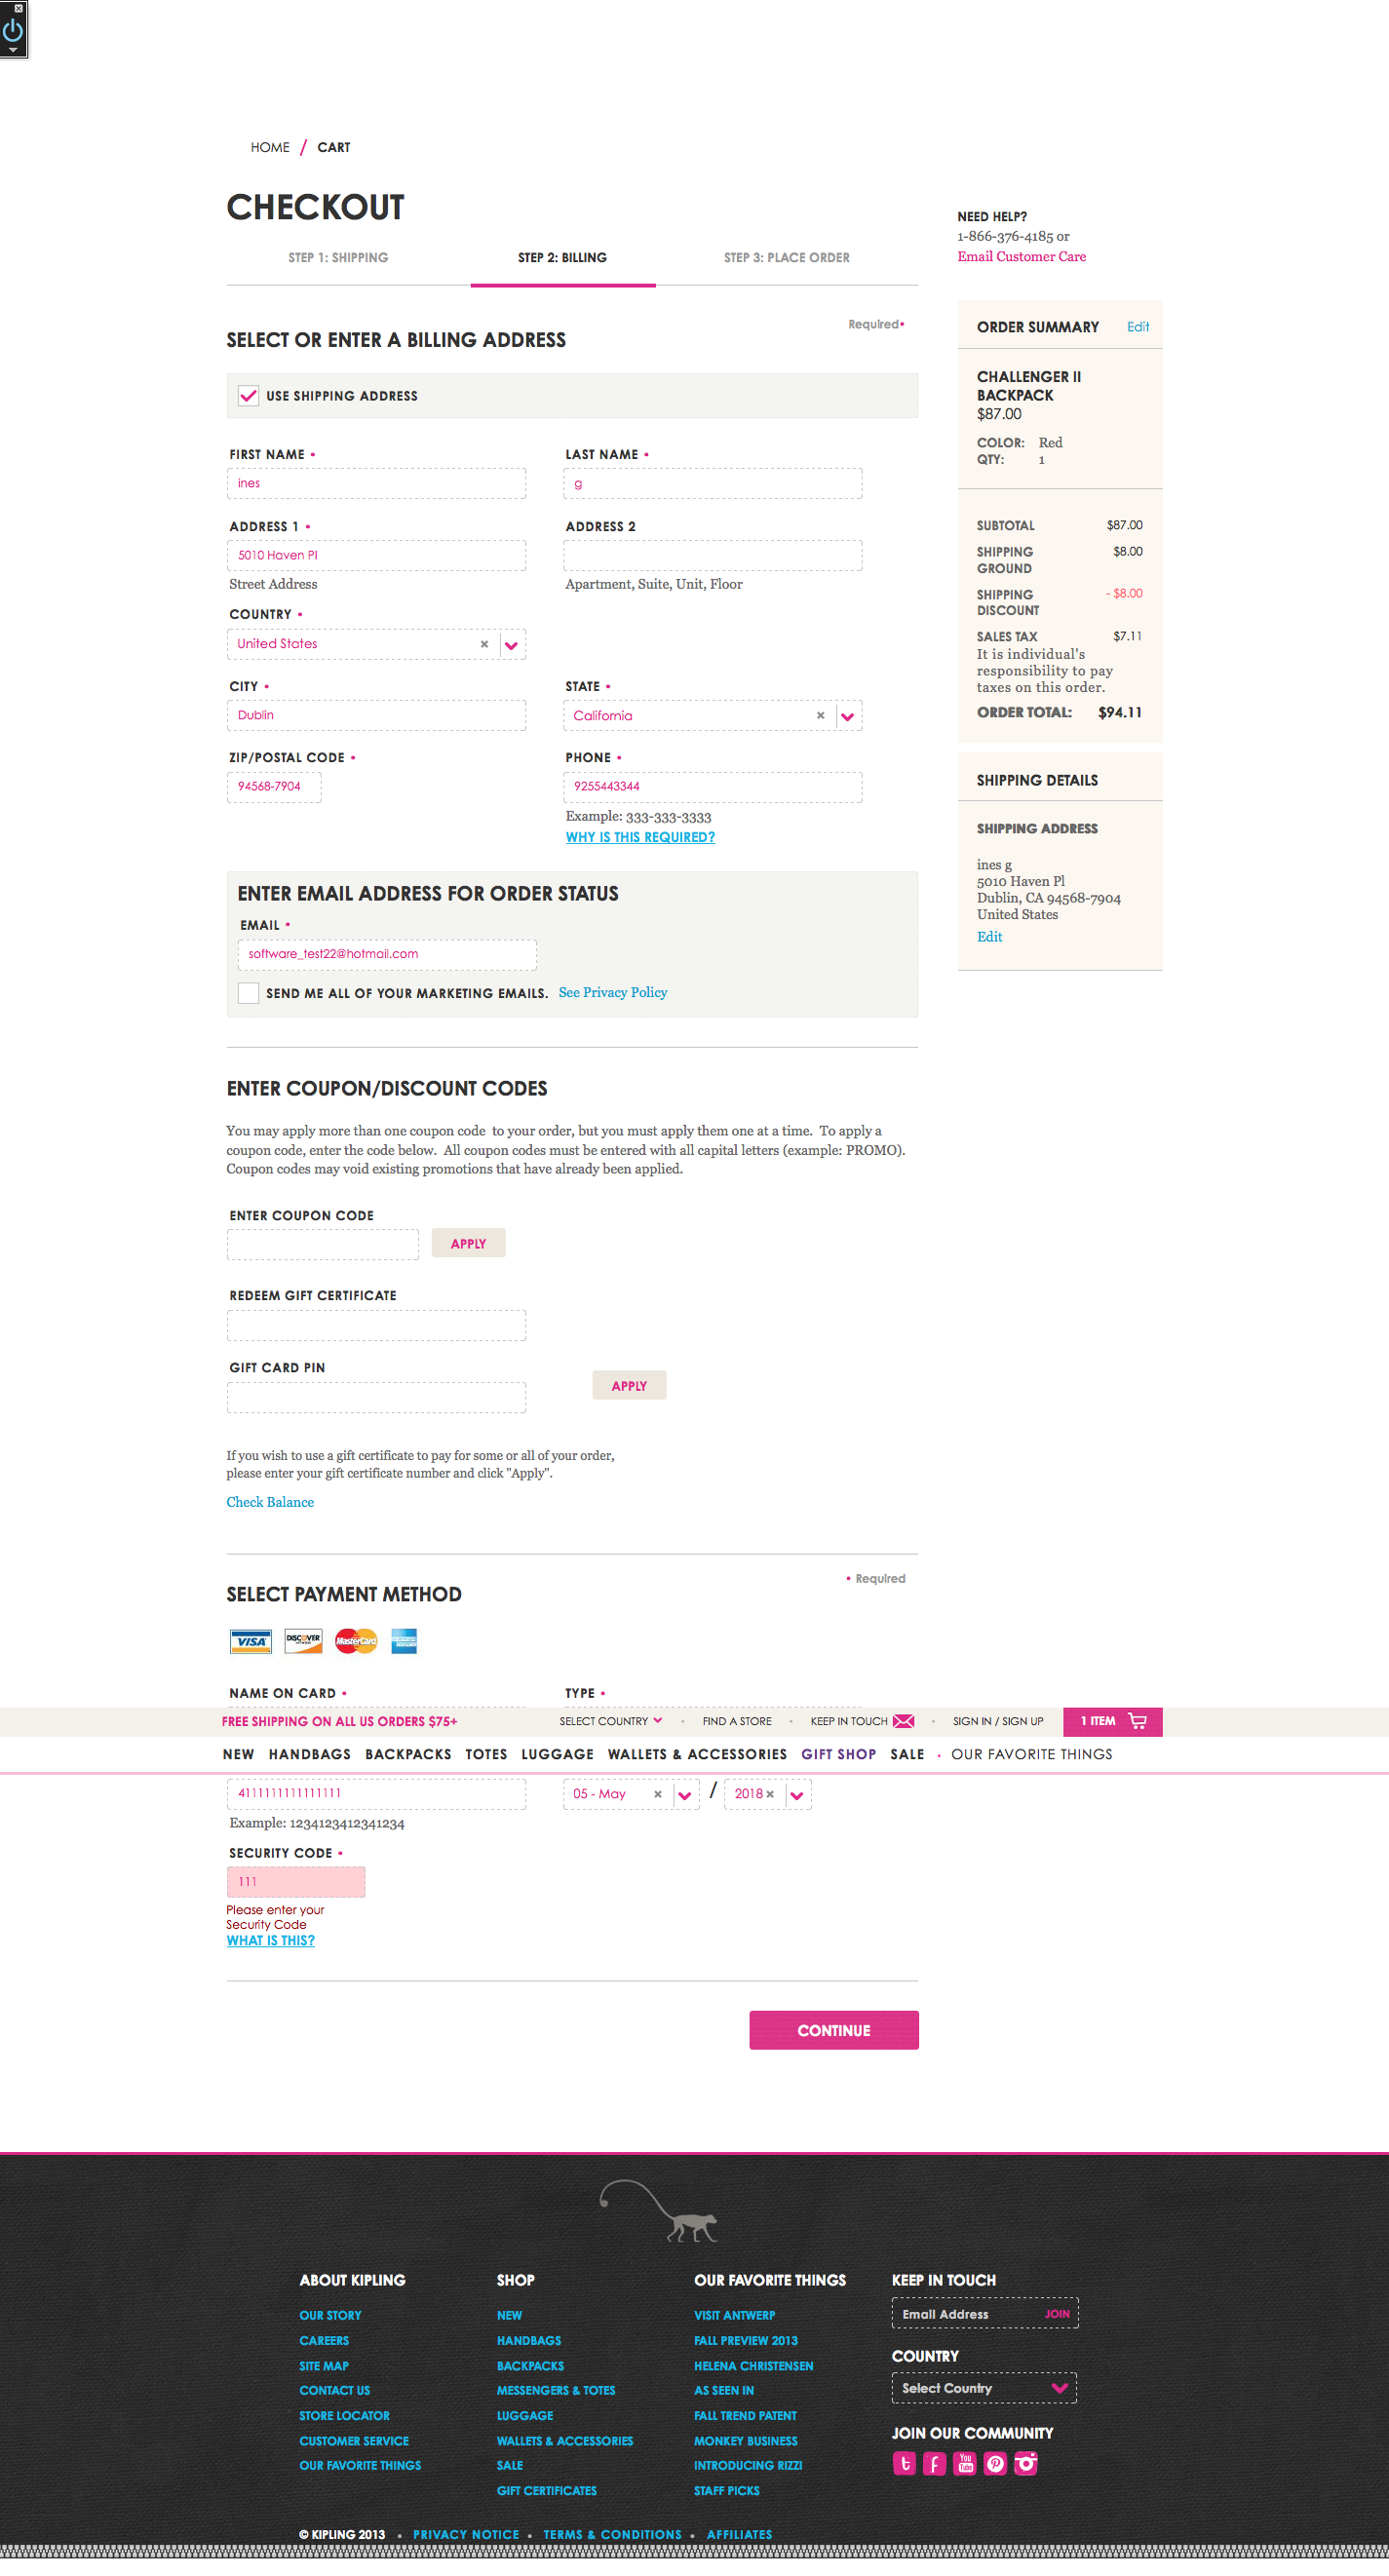 HOME / CART
CHECKOUT
STEP 1: SHIPPING
STEP 2: BILLING
STEP 3: PLACE ORDER
NEED HELP?
1-866-376-4185 or
Email Customer Care
Required•
SELECT OR ENTER A BILLING ADDRESS
USE SHIPPING ADDRESS
FIRST NAME •
LAST NAME •
ines
g
ADDRESS 1 •
ADDRESS 2
5010 Haven Pl
Street Address
Apartment, Suite, Unit, Floor
COUNTRY •
United States
CITY •
STATE •
Dublin
California
ZIP/POSTAL CODE •
PHONE •
94568-7904
9255443344
Example: 333-333-3333
WHY IS THIS REQUIRED?
ENTER EMAIL ADDRESS FOR ORDER STATUS
EMAIL •
software_test22@hotmail.com
SEND ME ALL OF YOUR MARKETING EMAILS. See Privacy Policy
ORDER SUMMARY Edit
CHALLENGER II
BACKPACK
$87.00
COLOR: Red
QTY: 1
SUBTOTAL $87.00
SHIPPING $8.00
GROUND
SHIPPING - $8.00
DISCOUNT
SALES TAX $7.11
It is individual's
responsibility to pay
taxes on this order.
ORDER TOTAL: $94.11
SHIPPING DETAILS
SHIPPING ADDRESS
ines g
5010 Haven Pl
Dublin, CA 94568-7904
United States
Edit
ENTER COUPON/DISCOUNT CODES
You may apply more than one coupon code to your order, but you must apply them one at a time. To apply a
coupon code, enter the code below. All coupon codes must be entered with all capital letters (example: PROMO).
Coupon codes may void existing promotions that have already been applied.
ENTER COUPON CODE
APPLY
REDEEM GIFT CERTIFICATE
GIFT CARD PIN
APPLY
If you wish to use a gift certificate to pay for some or all of your order,
please enter your gift certificate number and click "Apply".
Check Balance
• Required
SELECT PAYMENT METHOD
VISA DISCOVER MasterCard AMERICAN EXPRESS
NAME ON CARD •
TYPE •
FREE SHIPPING ON ALL US ORDERS $75+
SELECT COUNTRY • FIND A STORE • KEEP IN TOUCH • SIGN IN / SIGN UP
1 ITEM
NEW HANDBAGS BACKPACKS TOTES LUGGAGE WALLETS & ACCESSORIES GIFT SHOP SALE • OUR FAVORITE THINGS
4111111111111111
05 - May / 2018
Example: 1234123412341234
SECURITY CODE •
111
Please enter your
Security Code
WHAT IS THIS?
CONTINUE
ABOUT KIPLING
OUR STORY
CAREERS
SITE MAP
CONTACT US
STORE LOCATOR
CUSTOMER SERVICE
OUR FAVORITE THINGS
SHOP
NEW
HANDBAGS
BACKPACKS
MESSENGERS & TOTES
LUGGAGE
WALLETS & ACCESSORIES
SALE
GIFT CERTIFICATES
OUR FAVORITE THINGS
VISIT ANTWERP
FALL PREVIEW 2013
HELENA CHRISTENSEN
AS SEEN IN
FALL TREND PATENT
MONKEY BUSINESS
INTRODUCING RIZZI
STAFF PICKS
KEEP IN TOUCH
Email Address JOIN
COUNTRY
Select Country
JOIN OUR COMMUNITY
You Tube
© KIPLING 2013 • PRIVACY NOTICE • TERMS & CONDITIONS • AFFILIATES